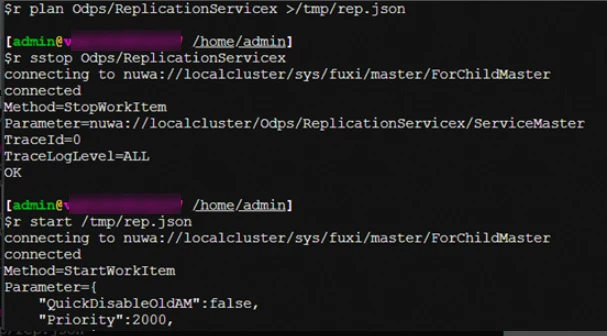 $r plan Odps/ReplicationServicex >/tmp/rep.json
[admin@v /home/admin]
$r sstop Odps/ReplicationServicex
connecting to nuwa://localcluster/sys/fuxi/master/ForChildMaster
connected
Method=StopWorkItem
Parameter=nuwa://localcluster/Odps/ReplicationServicex/ServiceMaster
TraceId=0
TraceLogLevel=ALL
OK
[admin@v /home/admin]
$r start /tmp/rep.json
connecting to nuwa://localcluster/sys/fuxi/master/ForChildMaster
connected
Method=StartWorkItem
Parameter={
"QuickDisableOldAM":false,
"Priority":2000,